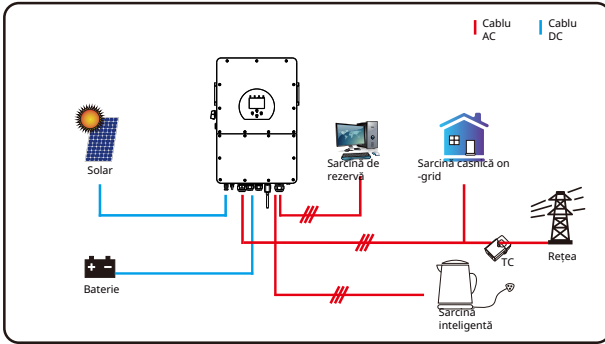 Cablu
AC
Cablu
DC
Solar
Sarcină de
rezervă
Sarcină casnică on
-grid
TC
Rețea
Baterie
Sarcină
inteligentă